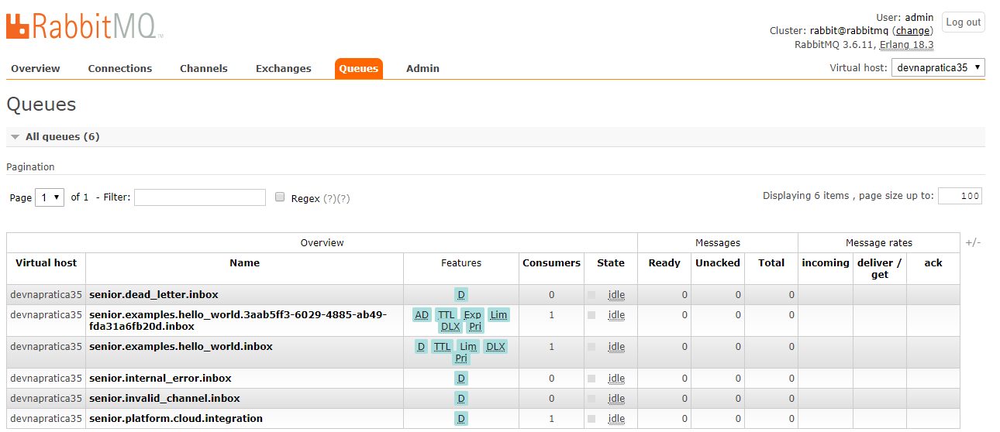 RabbitMQ TM
User: admin
Log out
Cluster: rabbit@rabbitmq (change)
RabbitMQ 3.6.11, Erlang 18.3
Overview Connections Channels Exchanges Queues Admin
Virtual host: devnapratica35
Queues
All queues (6)
Pagination
Page 1 of 1 - Filter: Regex (?)(?)
Displaying 6 items , page size up to: 100
Overview Messages Message rates +/-
Virtual host Name Features Consumers State Ready Unacked Total incoming deliver / get ack
devnapratica35 senior.dead_letter.inbox D 0 idle 0 0 0
devnapratica35 senior.examples.hello_world.3aab5ff3-6029-4885-ab49- AD TTL Exp Lim 1 idle 0 0 0
fda31a6fb20d.inbox DLX Pri
devnapratica35 senior.examples.hello_world.inbox D TTL Lim DLX 1 idle 0 0 0
Pri
devnapratica35 senior.internal_error.inbox D 0 idle 0 0 0
devnapratica35 senior.invalid_channel.inbox D 0 idle 0 0 0
devnapratica35 senior.platform.cloud.integration D 1 idle 0 0 0